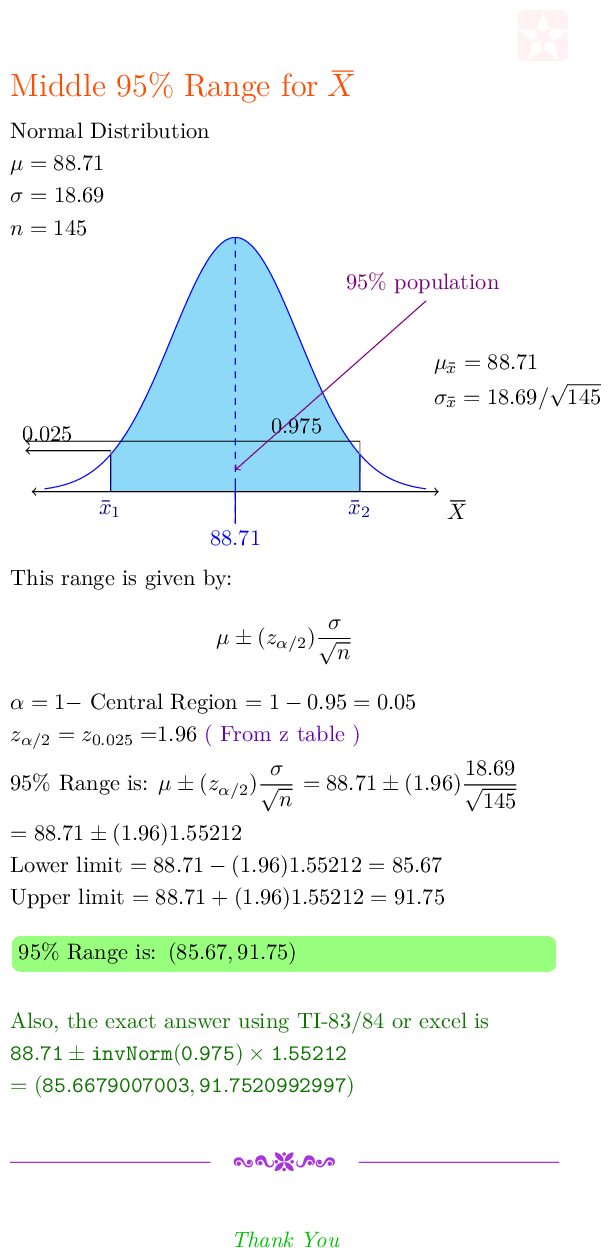 Middle 95% Range for X̅
Normal Distribution
μ = 88.71
σ = 18.69
n = 145
95% population
μ_x̄ = 88.71
σ_x̄ = 18.69/√145
0.025
0.975
x̄₁
x̄₂
X̅
88.71
This range is given by:
μ ± (z_{α/2}) σ/√n
α = 1− Central Region = 1 − 0.95 = 0.05
z_{α/2} = z_{0.025} =1.96 ( From z table )
95% Range is: μ ± (z_{α/2}) σ/√n = 88.71 ± (1.96) 18.69/√145
= 88.71 ± (1.96)1.55212
Lower limit = 88.71 − (1.96)1.55212 = 85.67
Upper limit = 88.71 + (1.96)1.55212 = 91.75
95% Range is: (85.67, 91.75)
Also, the exact answer using TI-83/84 or excel is
88.71 ± invNorm(0.975) × 1.55212
= (85.6679007003, 91.7520992997)
Thank You